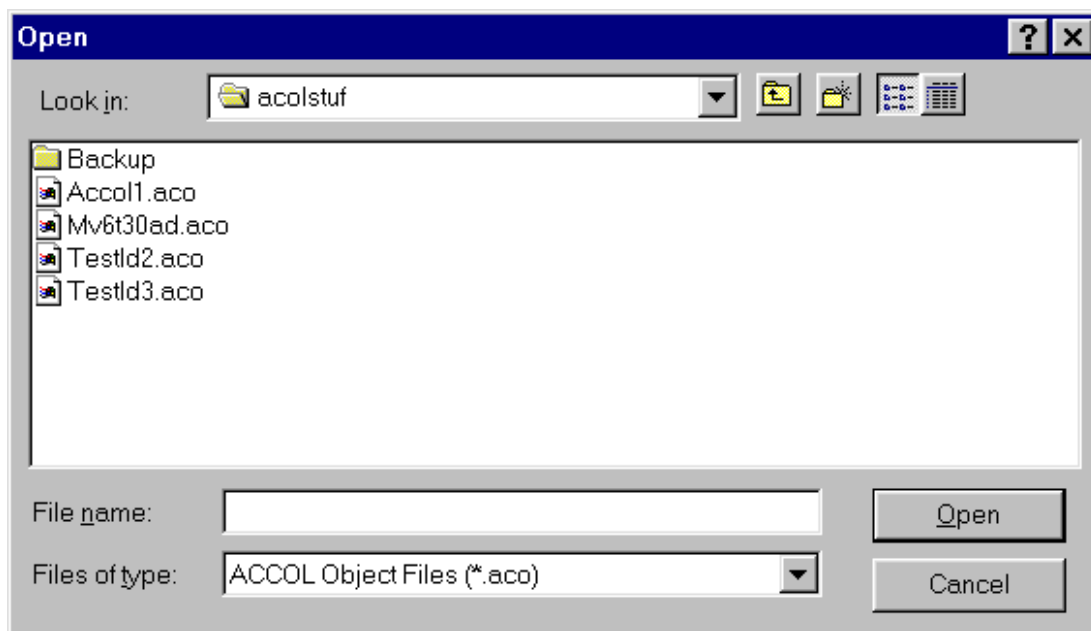 Open
Look in: acolstuf
Backup
Accol1.aco
Mv6t30ad.aco
Testld2.aco
Testld3.aco
File name: Open
Files of type: ACCOL Object Files (*.aco) Cancel